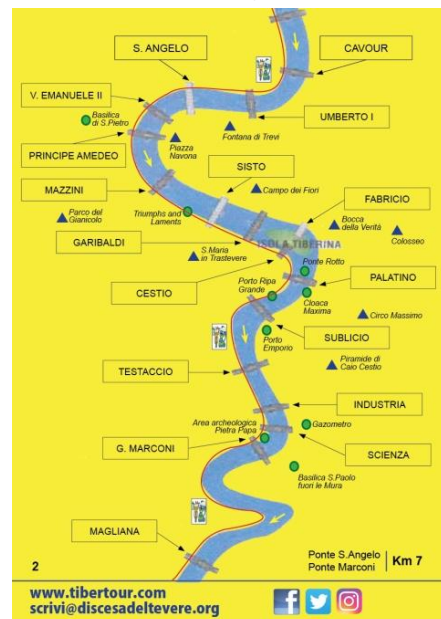 S. ANGELO
CAVOUR
V. EMANUELE II
Basilica
di S.Pietro
UMBERTO I
Fontana di Trevi
Piazza
Navona
PRINCIPE AMEDEO
SISTO
MAZZINI
Campo dei Fiori
FABRICIO
Parco del
Gianicolo
Triumphs and
Laments
Bocca
della Verità
Colosseo
GARIBALDI
ISOLA TIBERINA
S.Maria
in Trastevere
Ponte Rotto
CESTIO
Porto Ripa
Grande
PALATINO
Cloaca
Maxima
Circo Massimo
SUBLICIO
Porto
Emporio
Piramide di
Caio Cestio
TESTACCIO
INDUSTRIA
Area archeologica
Pietra Papa
Gazometro
G. MARCONI
SCIENZA
Basilica S.Paolo
fuori le Mura
MAGLIANA
2
Ponte S.Angelo
Ponte Marconi
Km 7
www.tibertour.com
scrivi@discesadeltevere.org